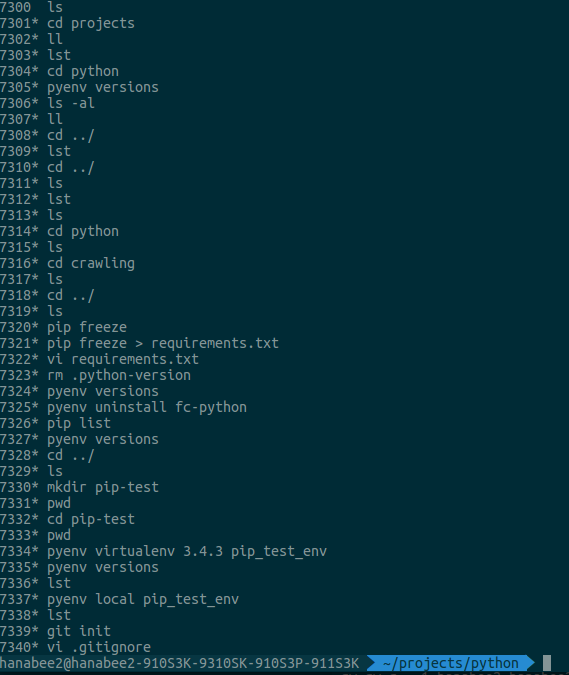 7300  ls
7301* cd projects
7302* ll
7303* lst
7304* cd python
7305* pyenv versions
7306* ls -al
7307* ll
7308* cd ../
7309* lst
7310* cd ../
7311* ls
7312* lst
7313* ls
7314* cd python
7315* ls
7316* cd crawling
7317* ls
7318* cd ../
7319* ls
7320* pip freeze
7321* pip freeze > requirements.txt
7322* vi requirements.txt
7323* rm .python-version
7324* pyenv versions
7325* pyenv uninstall fc-python
7326* pip list
7327* pyenv versions
7328* cd ../
7329* ls
7330* mkdir pip-test
7331* pwd
7332* cd pip-test
7333* pwd
7334* pyenv virtualenv 3.4.3 pip_test_env
7335* pyenv versions
7336* lst
7337* pyenv local pip_test_env
7338* lst
7339* git init
7340* vi .gitignore
hanabee2@hanabee2-910S3K-9310SK-910S3P-911S3K ~/projects/python